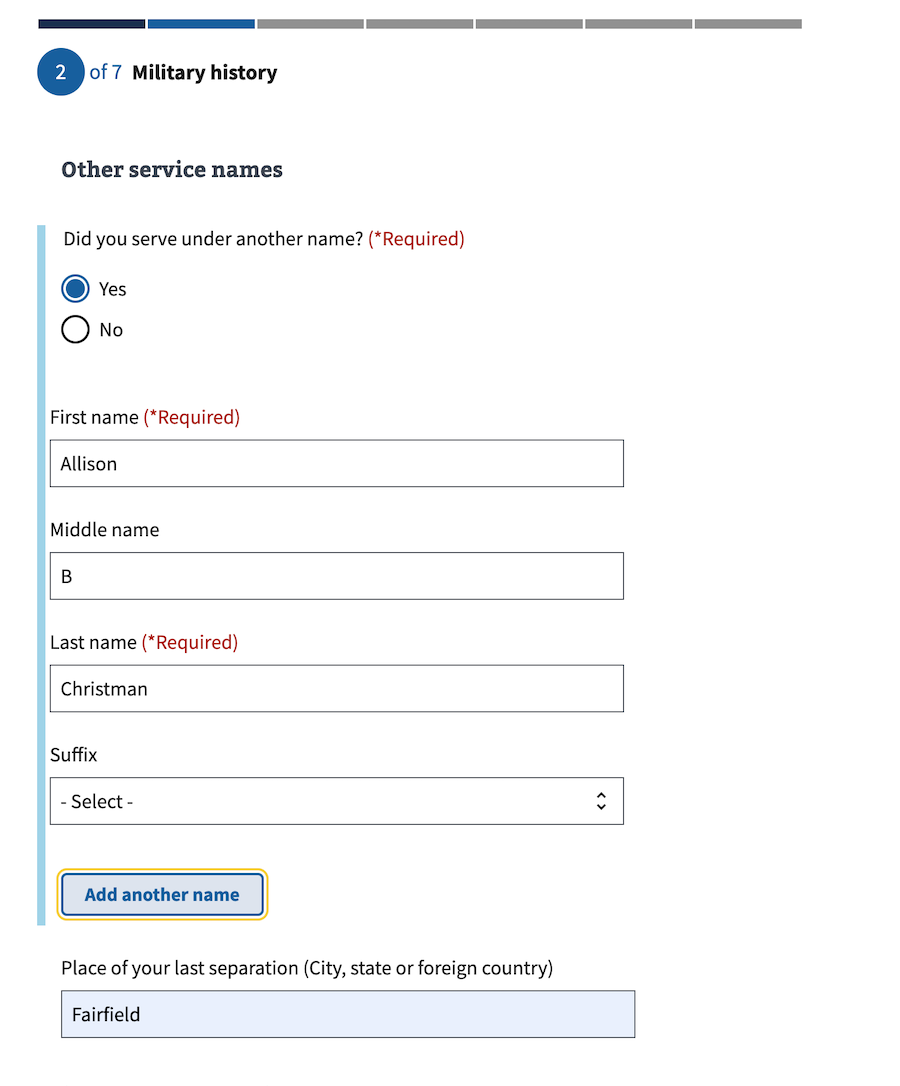 2 of 7 Military history
Other service names
Did you serve under another name? (*Required)
Yes
No
First name (*Required)
Allison
Middle name
B
Last name (*Required)
Christman
Suffix
- Select -
Add another name
Place of your last separation (City, state or foreign country)
Fairfield